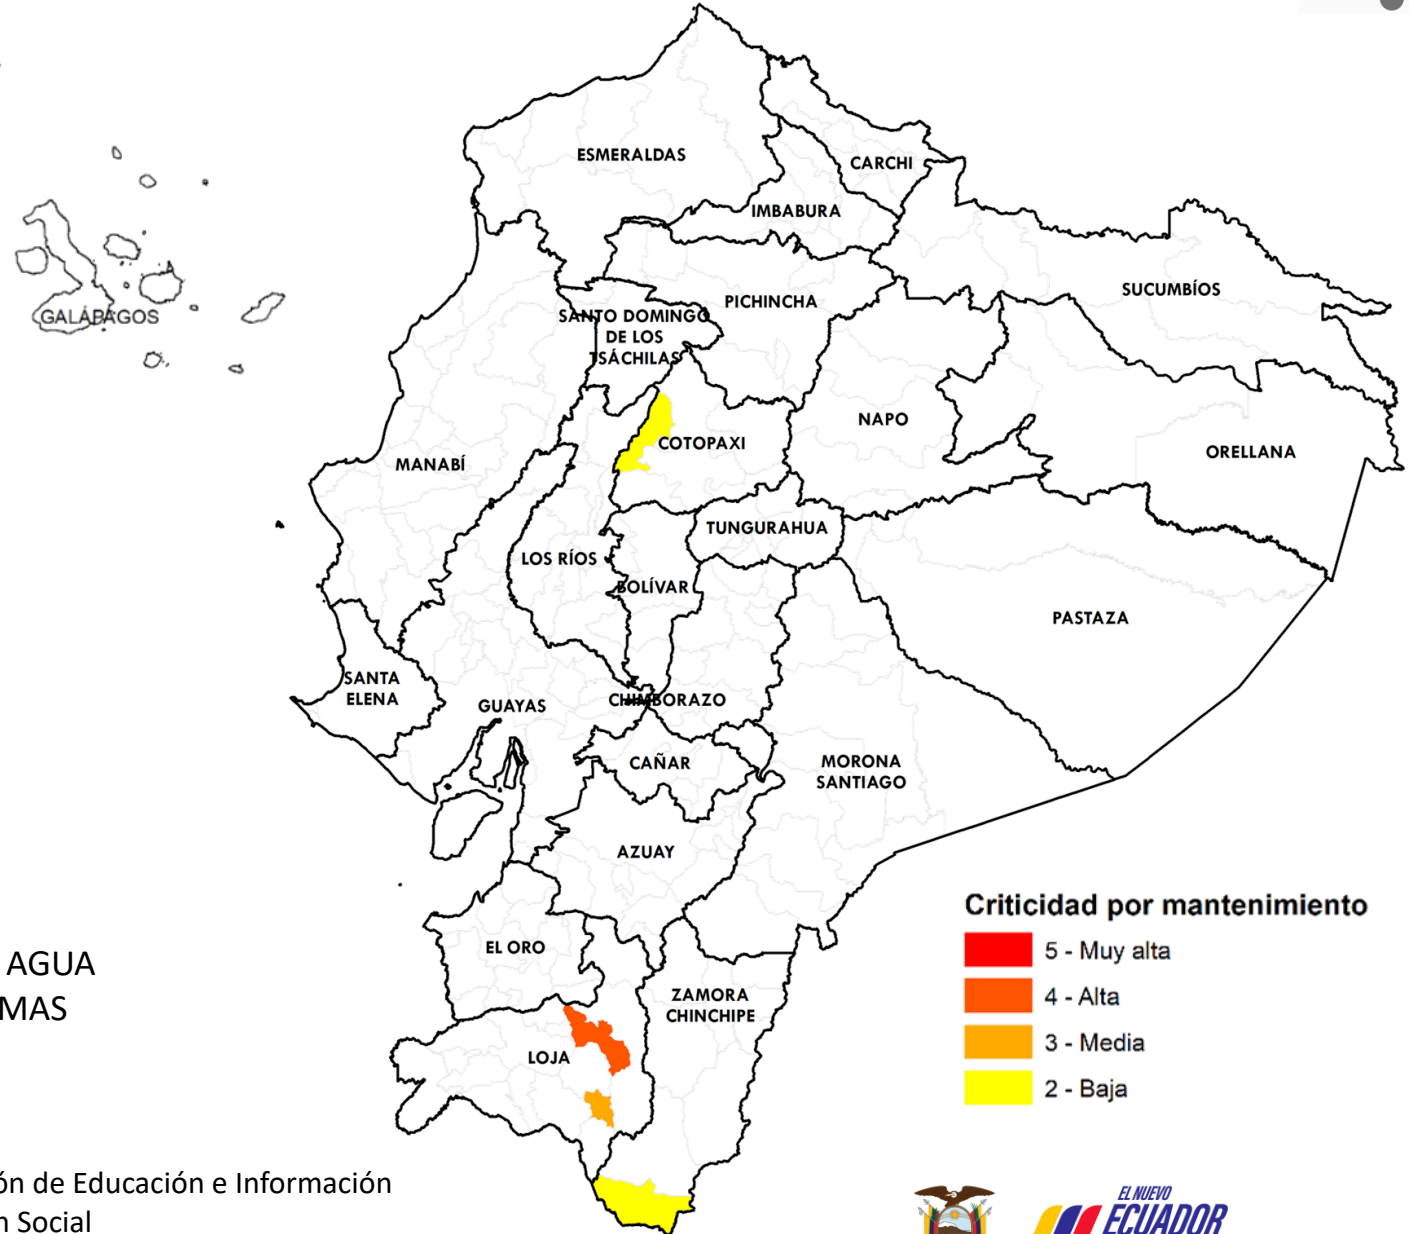 ESMERALDAS
CARCHI
IMBABURA
SUCUMBÍOS
PICHINCHA
GALÁPAGOS
SANTO DOMINGO
DE LOS
TSÁCHILAS
NAPO
COTOPAXI
ORELLANA
MANABÍ
TUNGURAHUA
LOS RÍOS
BOLÍVAR
PASTAZA
SANTA
ELENA
GUAYAS
CHIMBORAZO
CAÑAR
MORONA
SANTIAGO
AZUAY
EL ORO
ZAMORA
CHINCHIPE
LOJA
Criticidad por mantenimiento
5 - Muy alta
4 - Alta
3 - Media
2 - Baja
AGUA
MAS
ón de Educación e Información
n Social
EL NUEVO
ECUADOR